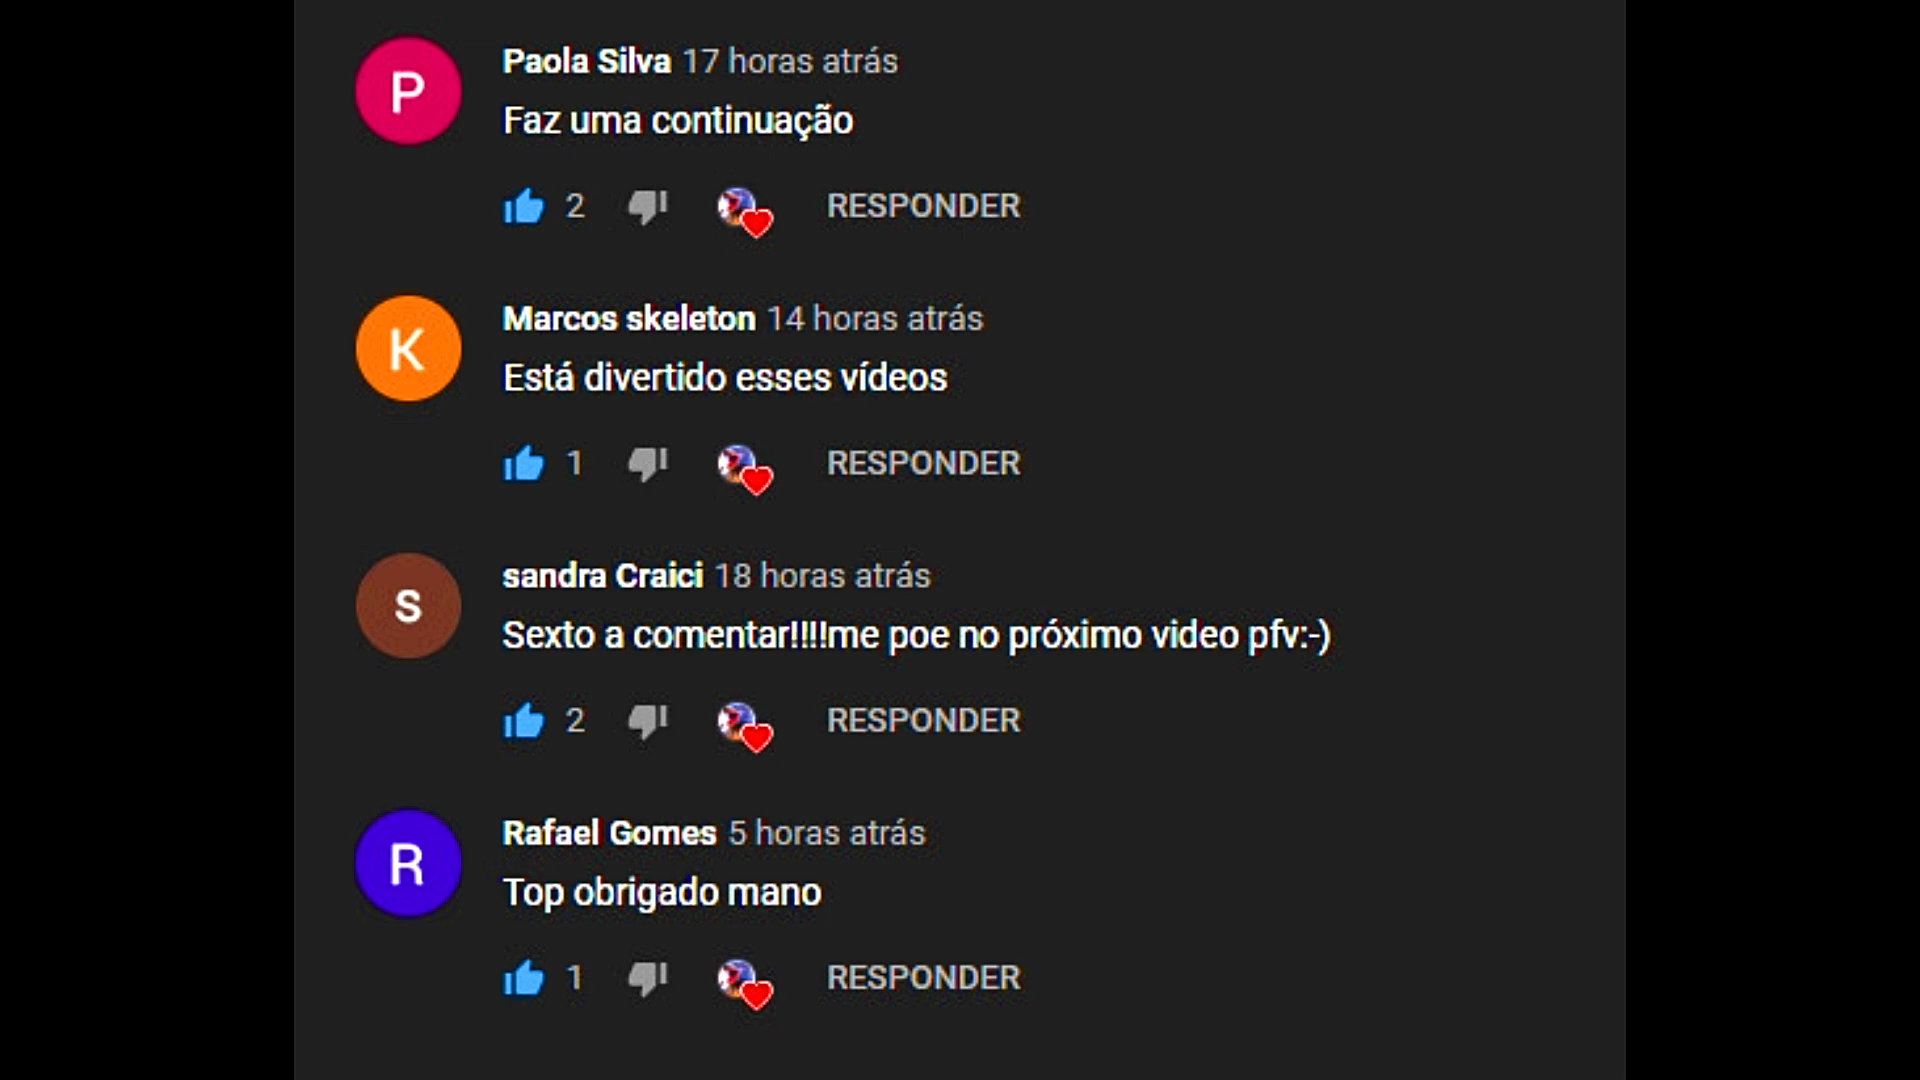 P
Paola Silva 17 horas atrás
Faz uma continuação
2 RESPONDER
K
Marcos skeleton 14 horas atrás
Está divertido esses vídeos
1 RESPONDER
S
sandra Craici 18 horas atrás
Sexto a comentar!!!!me poe no próximo video pfv:-)
2 RESPONDER
R
Rafael Gomes 5 horas atrás
Top obrigado mano
1 RESPONDER